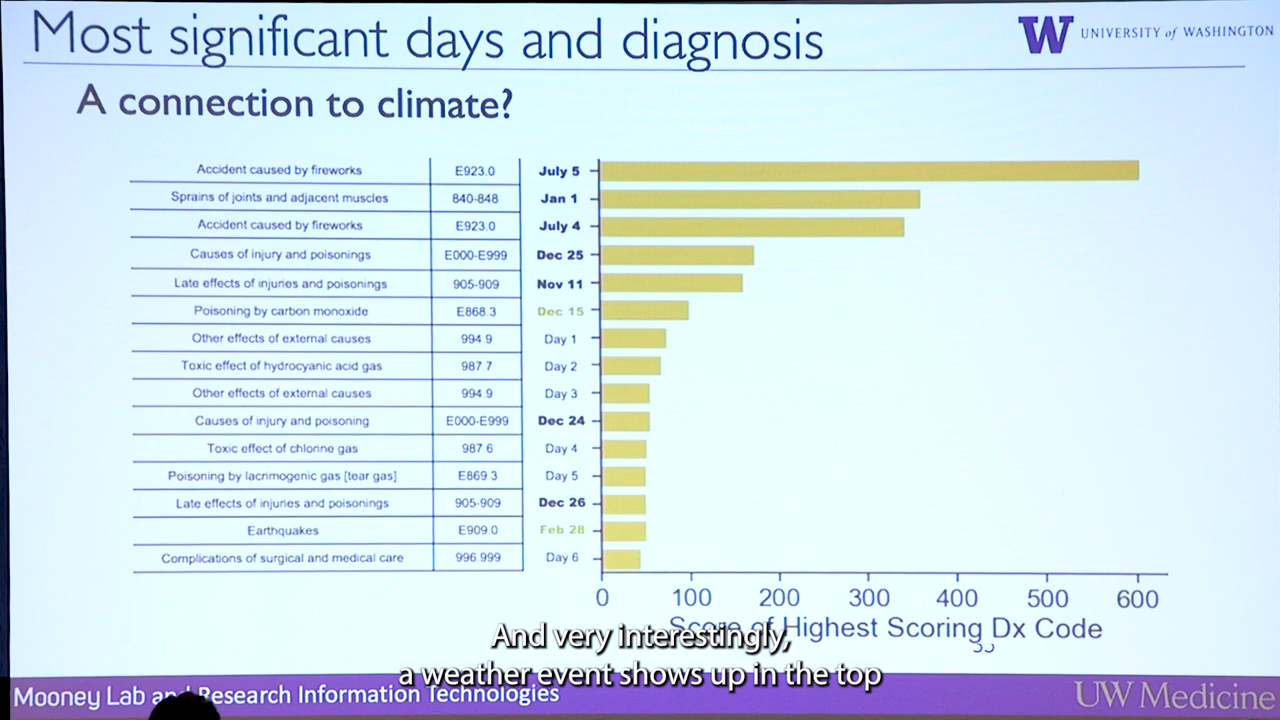 Most significant days and diagnosis
W UNIVERSITY of WASHINGTON
A connection to climate?
Accident caused by fireworks E923.0 July 5
Sprains of joints and adjacent muscles 840-848 Jan 1
Accident caused by fireworks E923.0 July 4
Causes of injury and poisonings E000-E999 Dec 25
Late effects of injuries and poisonings 905-909 Nov 11
Poisoning by carbon monoxide E868.3 Dec 15
Other effects of external causes 994.9 Day 1
Toxic effect of hydrocyanic acid gas 987.7 Day 2
Other effects of external causes 994.9 Day 3
Causes of injury and poisoning E000-E999 Dec 24
Toxic effect of chlorine gas 987 6 Day 4
Poisoning by lacrimogenic gas [tear gas] E869 3 Day 5
Late effects of injuries and poisonings 905-909 Dec 26
Earthquakes E909 0 Feb 28
Complications of surgical and medical care 996 999 Day 6
0 100 200 300 400 500 600
Score of Highest Scoring Dx Code
And very interestingly,
a weather event shows up in the top
Mooney Lab and Research Information Technologies
UW Medicine